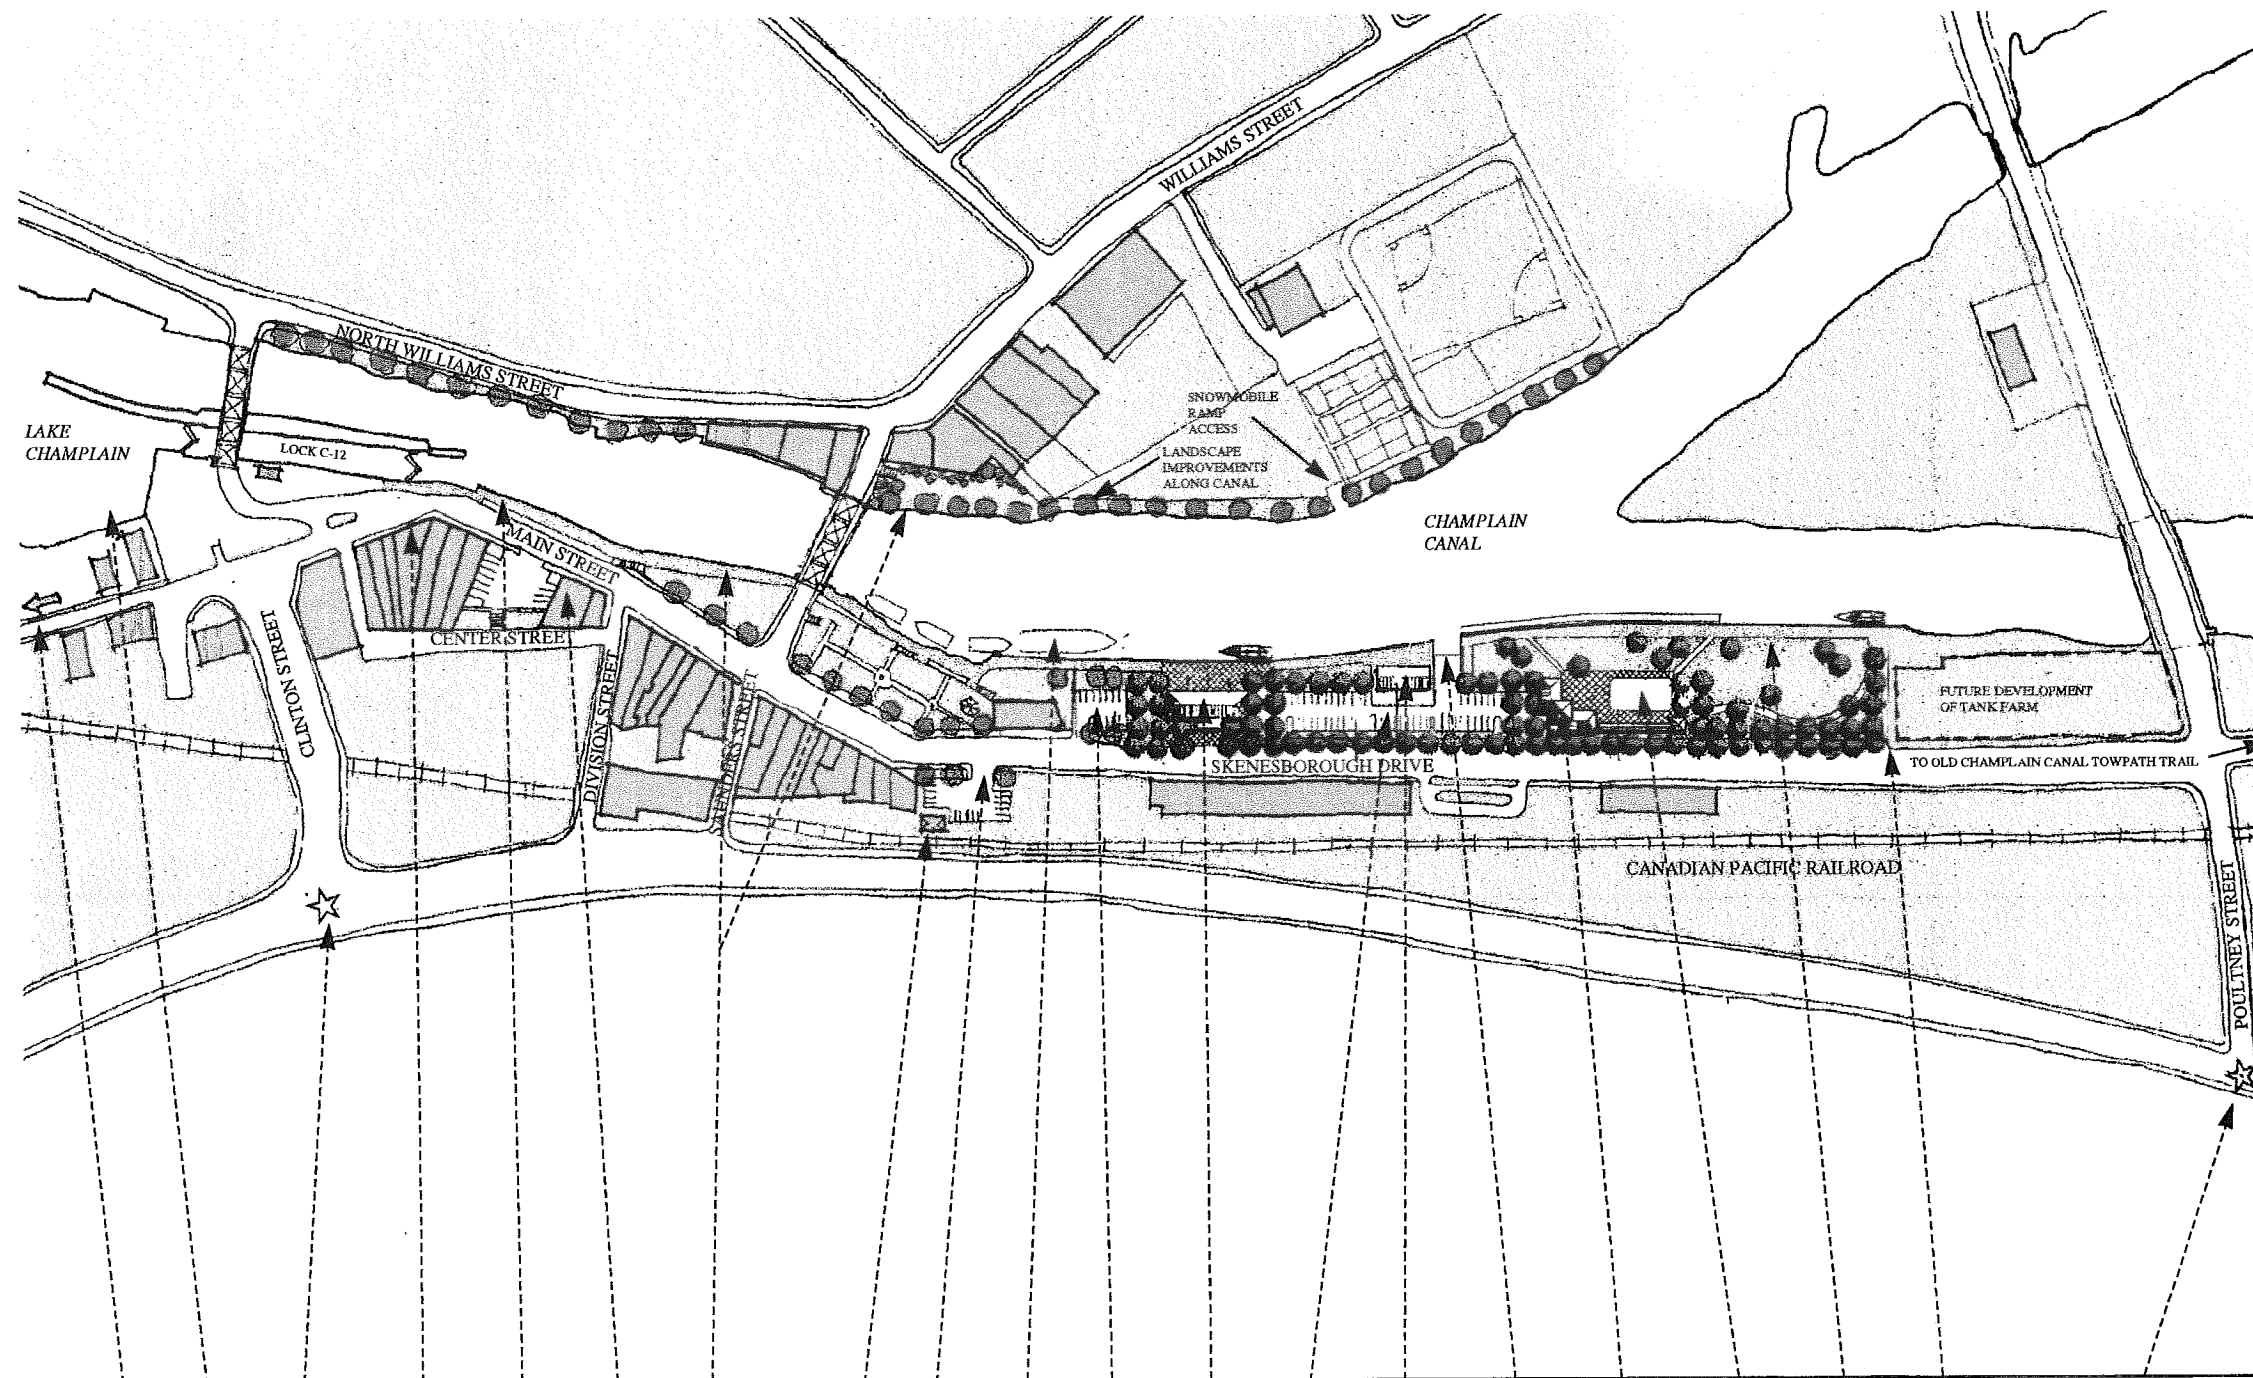 WILLIAMS STREET
NORTH WILLIAMS STREET
SNOWMOBILE
RAMP
ACCESS
LAKE
CHAMPLAIN
LOCK C-12
LANDSCAPE
IMPROVEMENTS
ALONG CANAL
CHAMPLAIN
CANAL
MAIN STREET
CENTER STREET
CLINTON STREET
DIVISION STREET
SAUNDERS STREET
FUTURE DEVELOPMENT
OF TANK FARM
SKENESBOROUGH DRIVE
TO OLD CHAMPLAIN CANAL TOWPATH TRAIL
CANADIAN PACIFIC RAILROAD
POULTNEY STREET